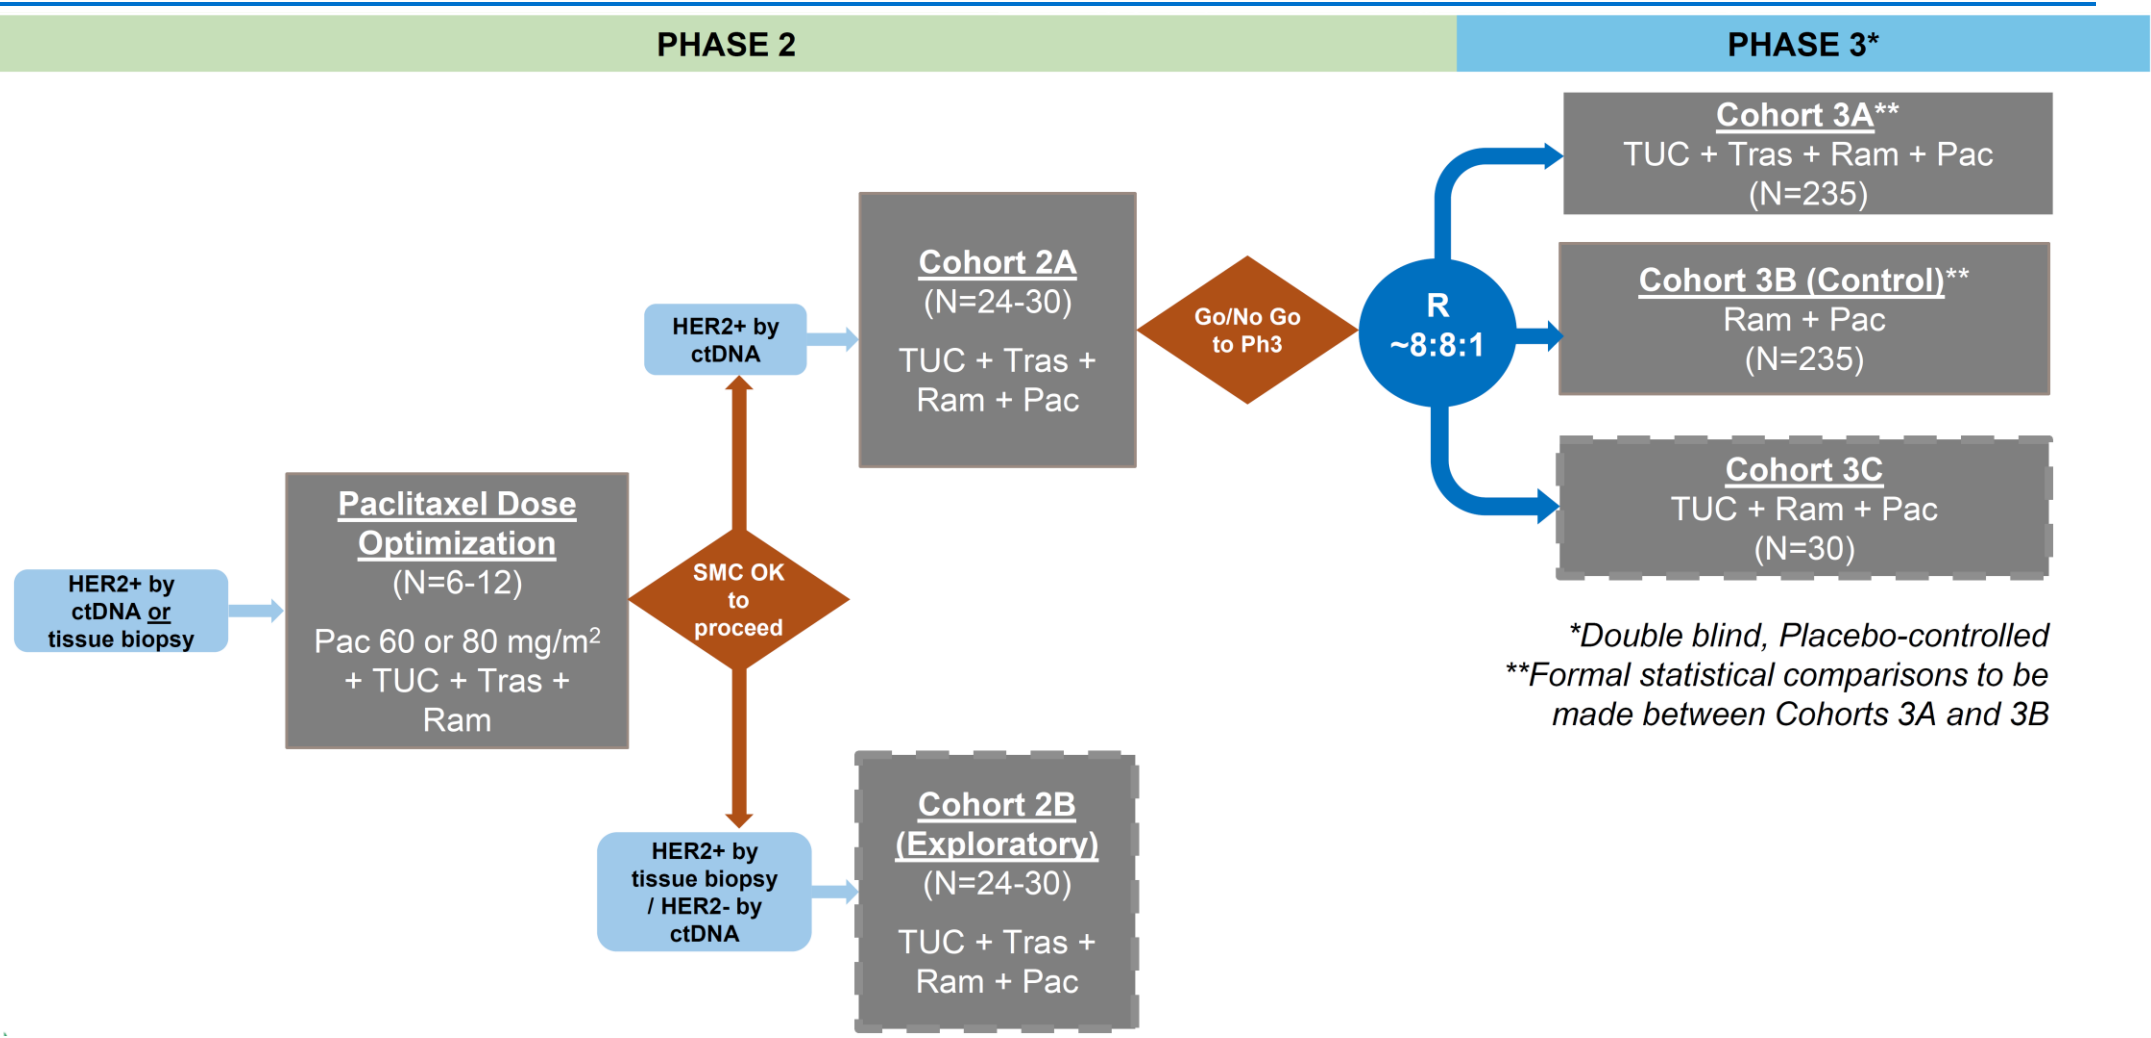 PHASE 2
PHASE 3*
HER2+ by
ctDNA or
tissue biopsy
Paclitaxel Dose
Optimization
(N=6-12)
Pac 60 or 80 mg/m²
+ TUC + Tras +
Ram
SMC OK
to
proceed
HER2+ by
ctDNA
Cohort 2A
(N=24-30)
TUC + Tras +
Ram + Pac
HER2+ by
tissue biopsy
/ HER2- by
ctDNA
Cohort 2B
(Exploratory)
(N=24-30)
TUC + Tras +
Ram + Pac
Go/No Go
to Ph3
R
~8:8:1
Cohort 3A**
TUC + Tras + Ram + Pac
(N=235)
Cohort 3B (Control)**
Ram + Pac
(N=235)
Cohort 3C
TUC + Ram + Pac
(N=30)
*Double blind, Placebo-controlled
**Formal statistical comparisons to be
made between Cohorts 3A and 3B